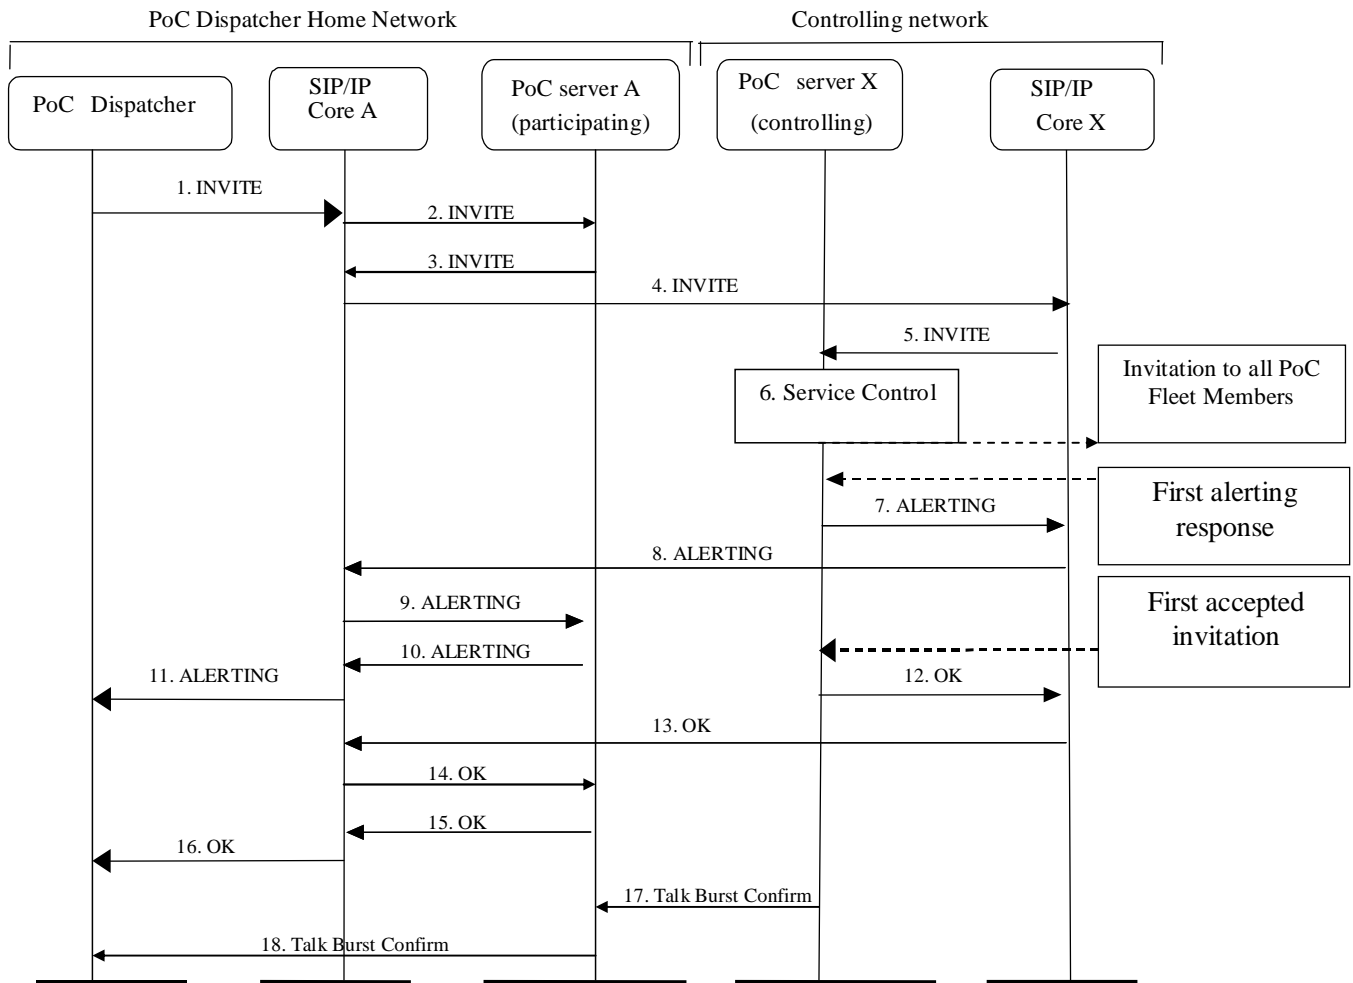 PoC Dispatcher Home Network
Controlling network
PoC Dispatcher
SIP/IP
Core A
PoC server A
(participating)
PoC server X
(controlling)
SIP/IP
Core X
1. INVITE
2. INVITE
3. INVITE
4. INVITE
5. INVITE
6. Service Control
Invitation to all PoC
Fleet Members
First alerting
response
7. ALERTING
8. ALERTING
9. ALERTING
10. ALERTING
11. ALERTING
First accepted
invitation
12. OK
13. OK
14. OK
15. OK
16. OK
17. Talk Burst Confirm
18. Talk Burst Confirm